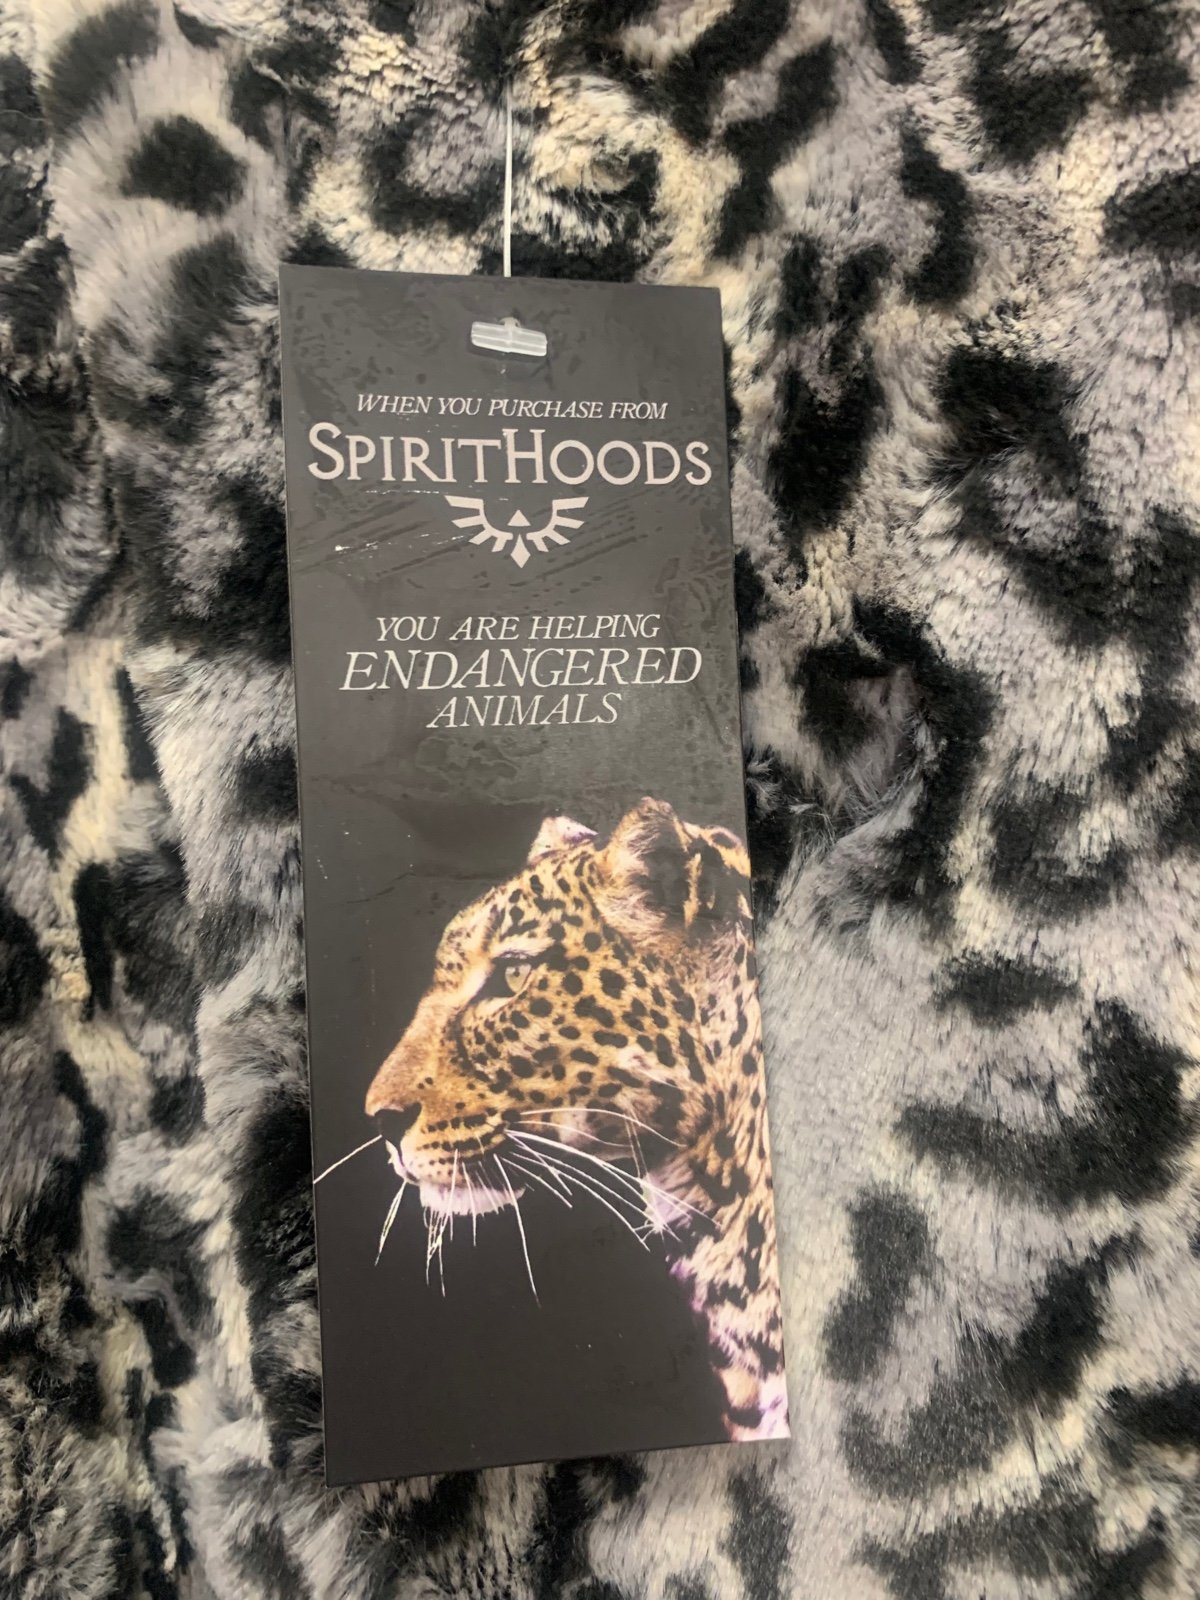 WHEN YOU PURCHASE FROM
SPIRITHOODS
YOU ARE HELPING
ENDANGERED
ANIMALS